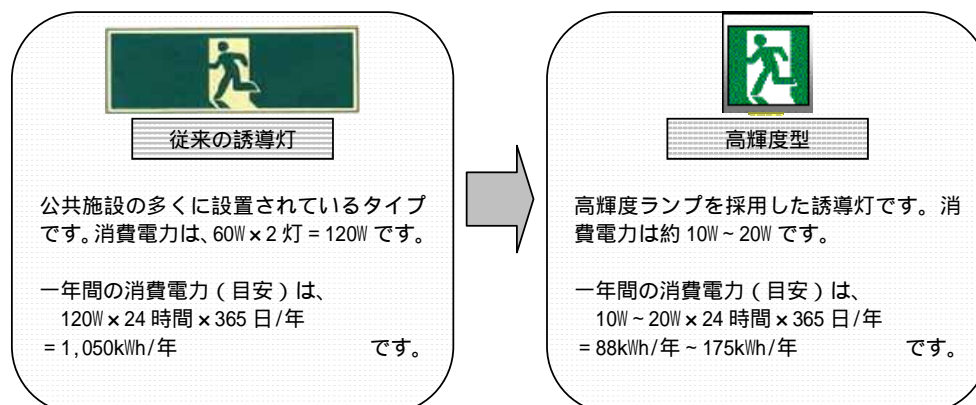 従来の誘導灯
公共施設の多くに設置されているタイプ
です。消費電力は、60W×2灯=120Wです。
一年間の消費電力(目安)は、
120W×24時間×365日/年
=1,050kWh/年 です。
高輝度型
高輝度ランプを採用した誘導灯です。消
費電力は約10W~20Wです。
一年間の消費電力(目安)は、
10W~20W×24時間×365日/年
=88kWh/年~175kWh/年 です。